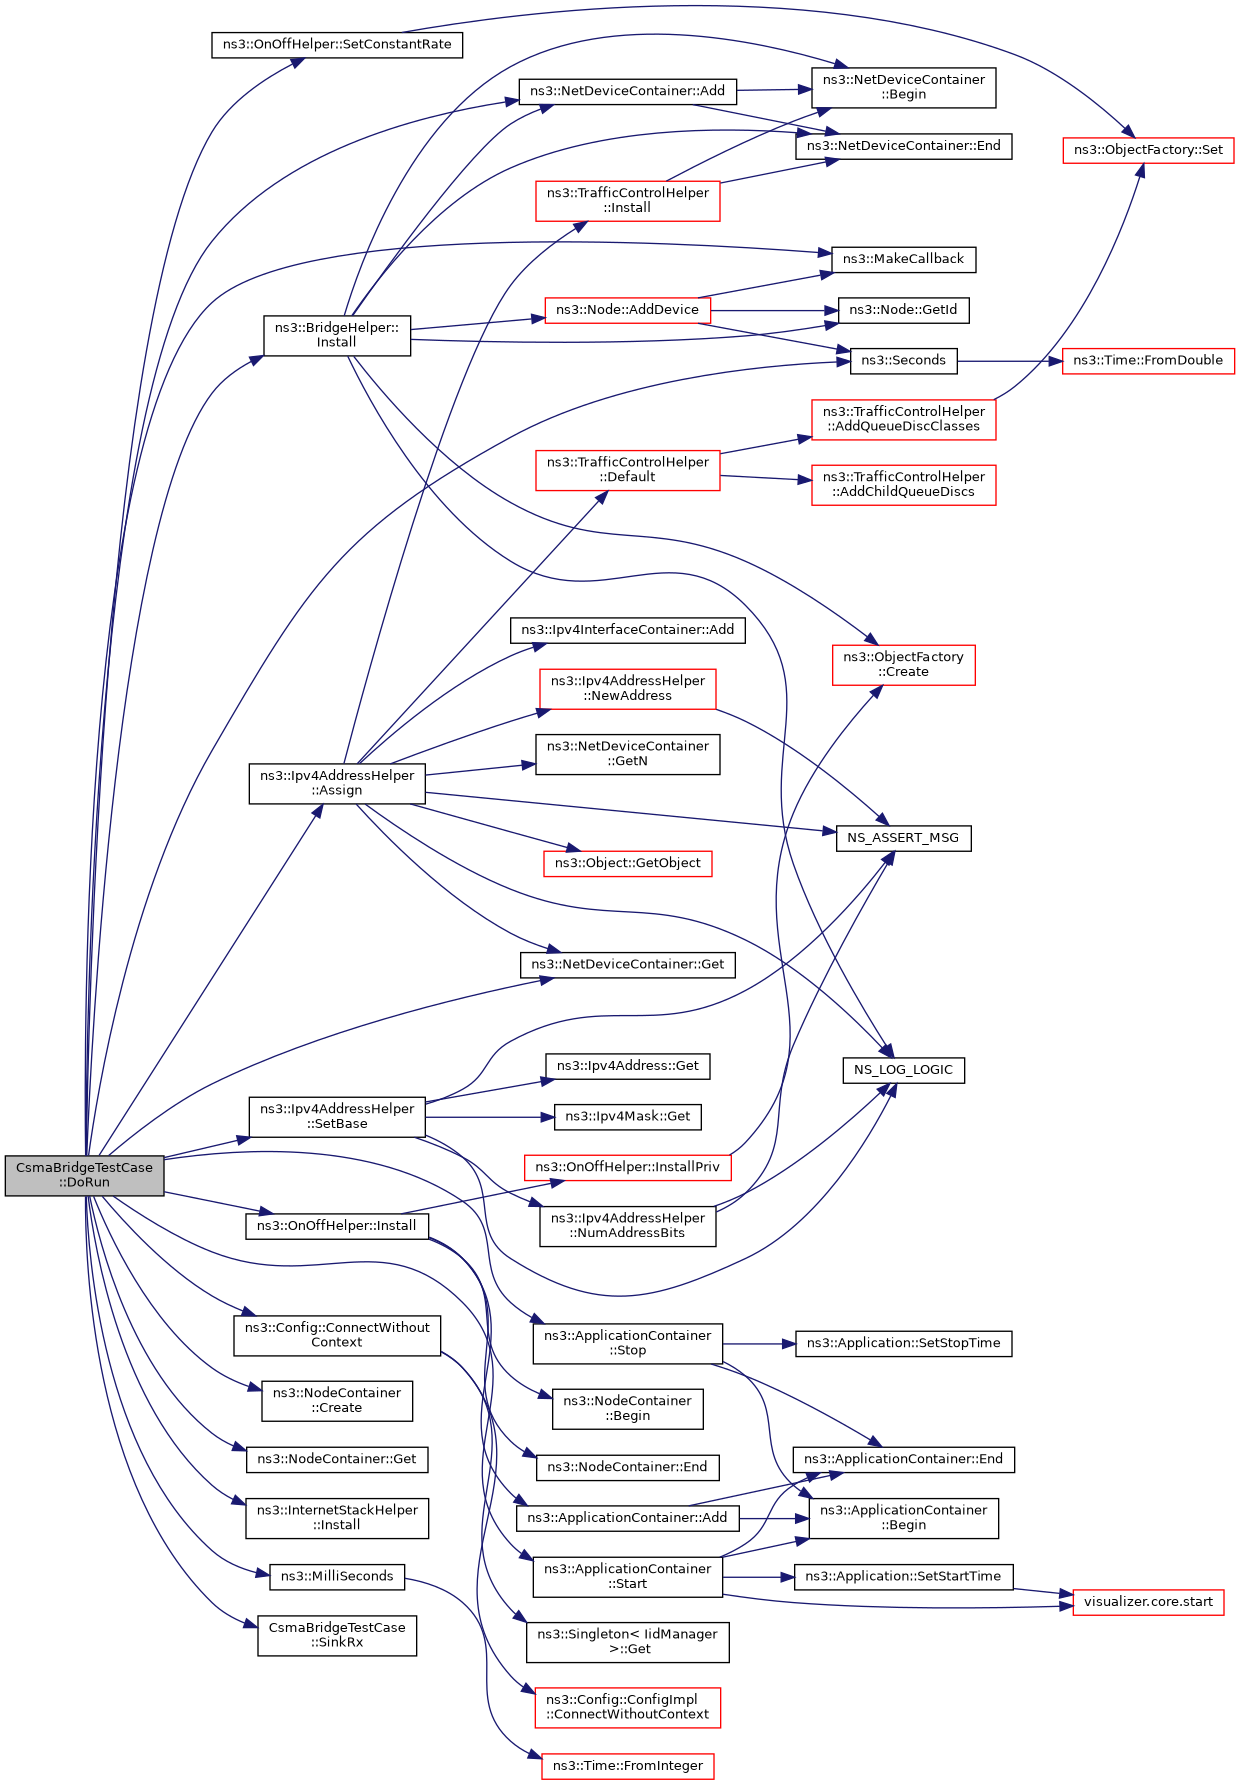 ns3::OnOffHelper::SetConstantRate
ns3::NetDeviceContainer
::Begin
ns3::NetDeviceContainer::Add
ns3::NetDeviceContainer::End
ns3::ObjectFactory::Set
ns3::TrafficControlHelper
::Install
ns3::MakeCallback
ns3::Node::AddDevice
ns3::Node::GetId
ns3::BridgeHelper::
Install
ns3::Seconds
ns3::Time::FromDouble
ns3::TrafficControlHelper
::AddQueueDiscClasses
ns3::TrafficControlHelper
::Default
ns3::TrafficControlHelper
::AddChildQueueDiscs
ns3::Ipv4InterfaceContainer::Add
ns3::ObjectFactory
::Create
ns3::Ipv4AddressHelper
::NewAddress
ns3::NetDeviceContainer
::GetN
ns3::Ipv4AddressHelper
::Assign
NS_ASSERT_MSG
ns3::Object::GetObject
ns3::NetDeviceContainer::Get
ns3::Ipv4Address::Get
NS_LOG_LOGIC
ns3::Ipv4AddressHelper
::SetBase
ns3::Ipv4Mask::Get
CsmaBridgeTestCase
::DoRun
ns3::OnOffHelper::InstallPriv
ns3::OnOffHelper::Install
ns3::Ipv4AddressHelper
::NumAddressBits
ns3::Config::ConnectWithout
Context
ns3::ApplicationContainer
::Stop
ns3::Application::SetStopTime
ns3::NodeContainer
::Create
ns3::NodeContainer
::Begin
ns3::NodeContainer::Get
ns3::NodeContainer::End
ns3::ApplicationContainer::End
ns3::InternetStackHelper
::Install
ns3::ApplicationContainer::Add
ns3::ApplicationContainer
::Begin
ns3::MilliSeconds
ns3::ApplicationContainer
::Start
ns3::Application::SetStartTime
visualizer.core.start
CsmaBridgeTestCase
::SinkRx
ns3::Singleton< IidManager
>::Get
ns3::Config::ConfigImpl
::ConnectWithoutContext
ns3::Time::FromInteger